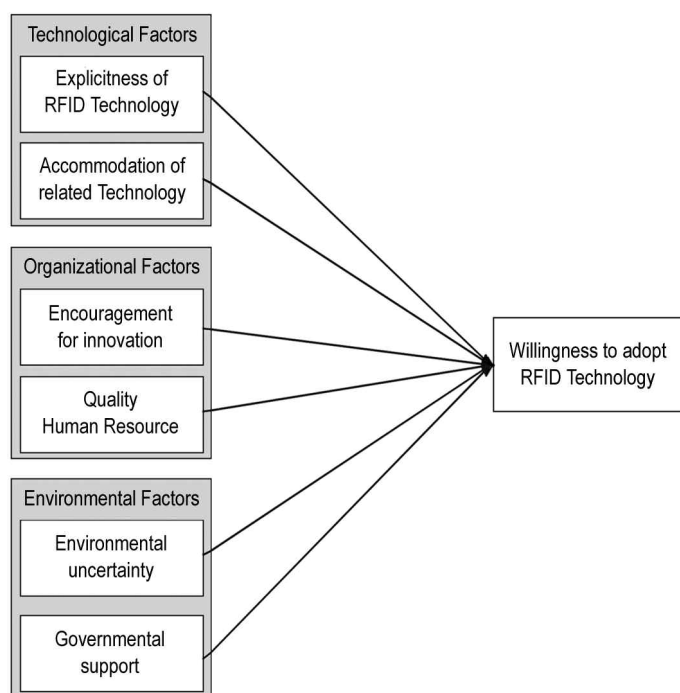 Technological Factors
Explicitness of
RFID Technology
Accommodation of
related Technology
Organizational Factors
Encouragement
for innovation
Quality
Human Resource
Willingness to adopt
RFID Technology
Environmental Factors
Environmental
uncertainty
Governmental
support